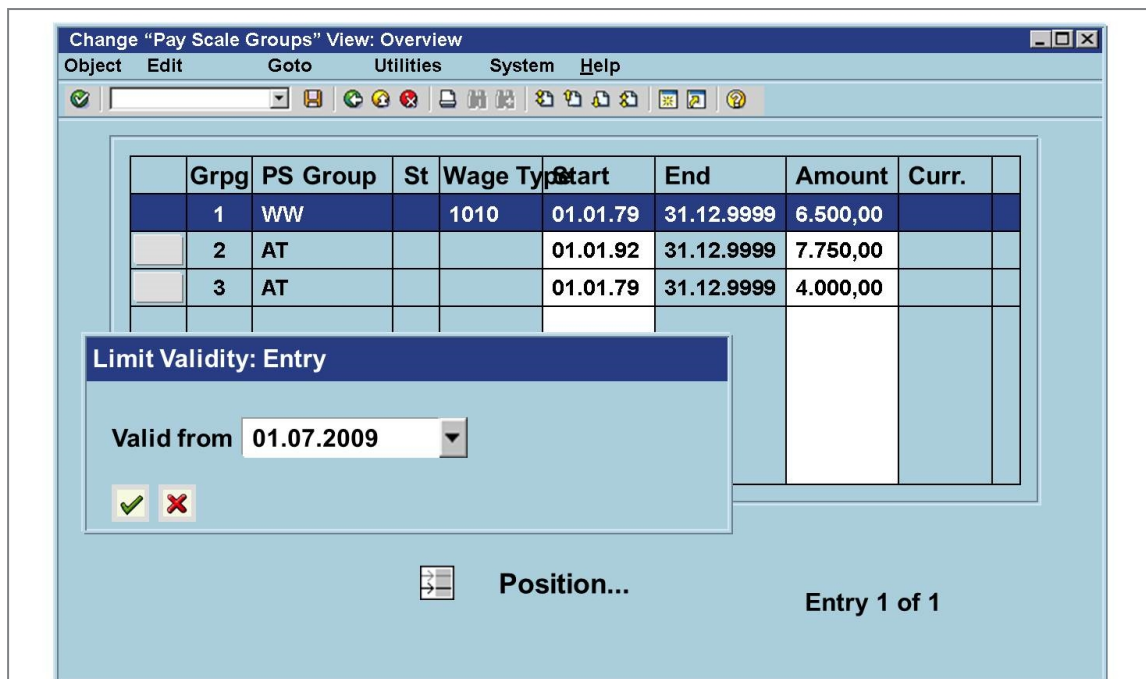 Change “Pay Scale Groups” View: Overview
Object Edit Goto Utilities System Help
Grpg PS Group St Wage Type Start End Amount Curr.
1 WW 1010 01.01.79 31.12.9999 6.500,00
2 AT 01.01.92 31.12.9999 7.750,00
3 AT 01.01.79 31.12.9999 4.000,00
Limit Validity: Entry
Valid from 01.07.2009
Position...
Entry 1 of 1